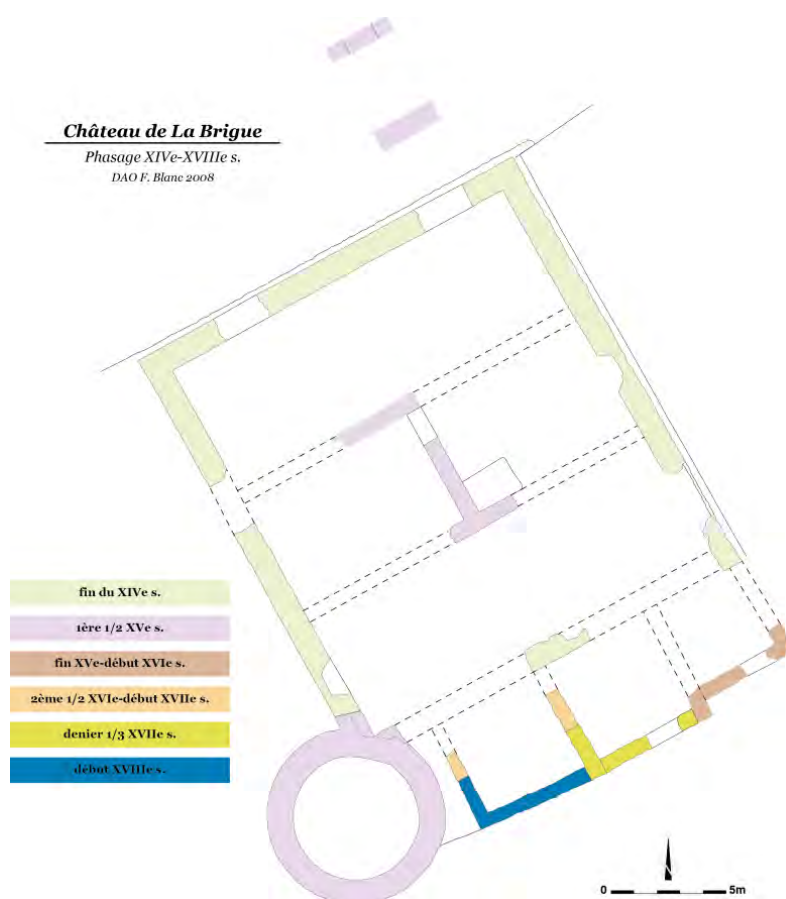 Château de La Brigue
Phasage XIVe-XVIIIe s.
DAO F. Blanc 2008
fin du XIVe s.
1ère 1/2 XVe s.
fin XVe-début XVIe s.
2ème 1/2 XVIe-début XVIIe s.
denier 1/3 XVIIe s.
début XVIIIe s.
N
0 5m